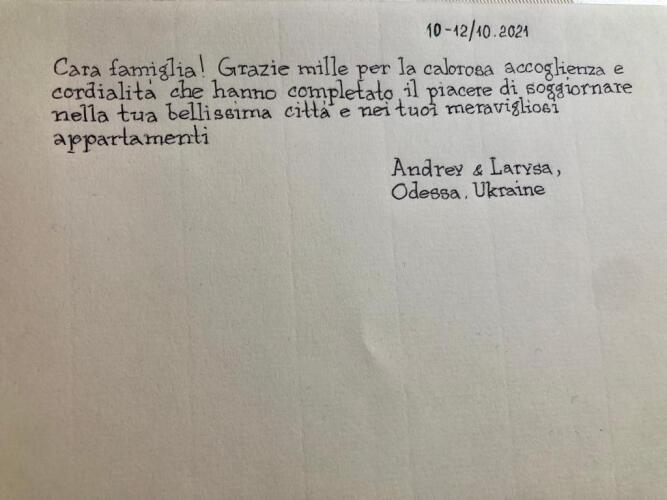 10-12/10.2021
Cara famiglia! Grazie mille per la calorosa accoglienza e
cordialità che hanno completato il piacere di soggiornare
nella tua bellissima città e nei tuoi meravigliosi
appartamenti
Andrey & Larysa,
Odessa, Ukraine